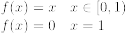 f(x) = x   x ∈ [0, 1)
f(x) = 0   x = 1